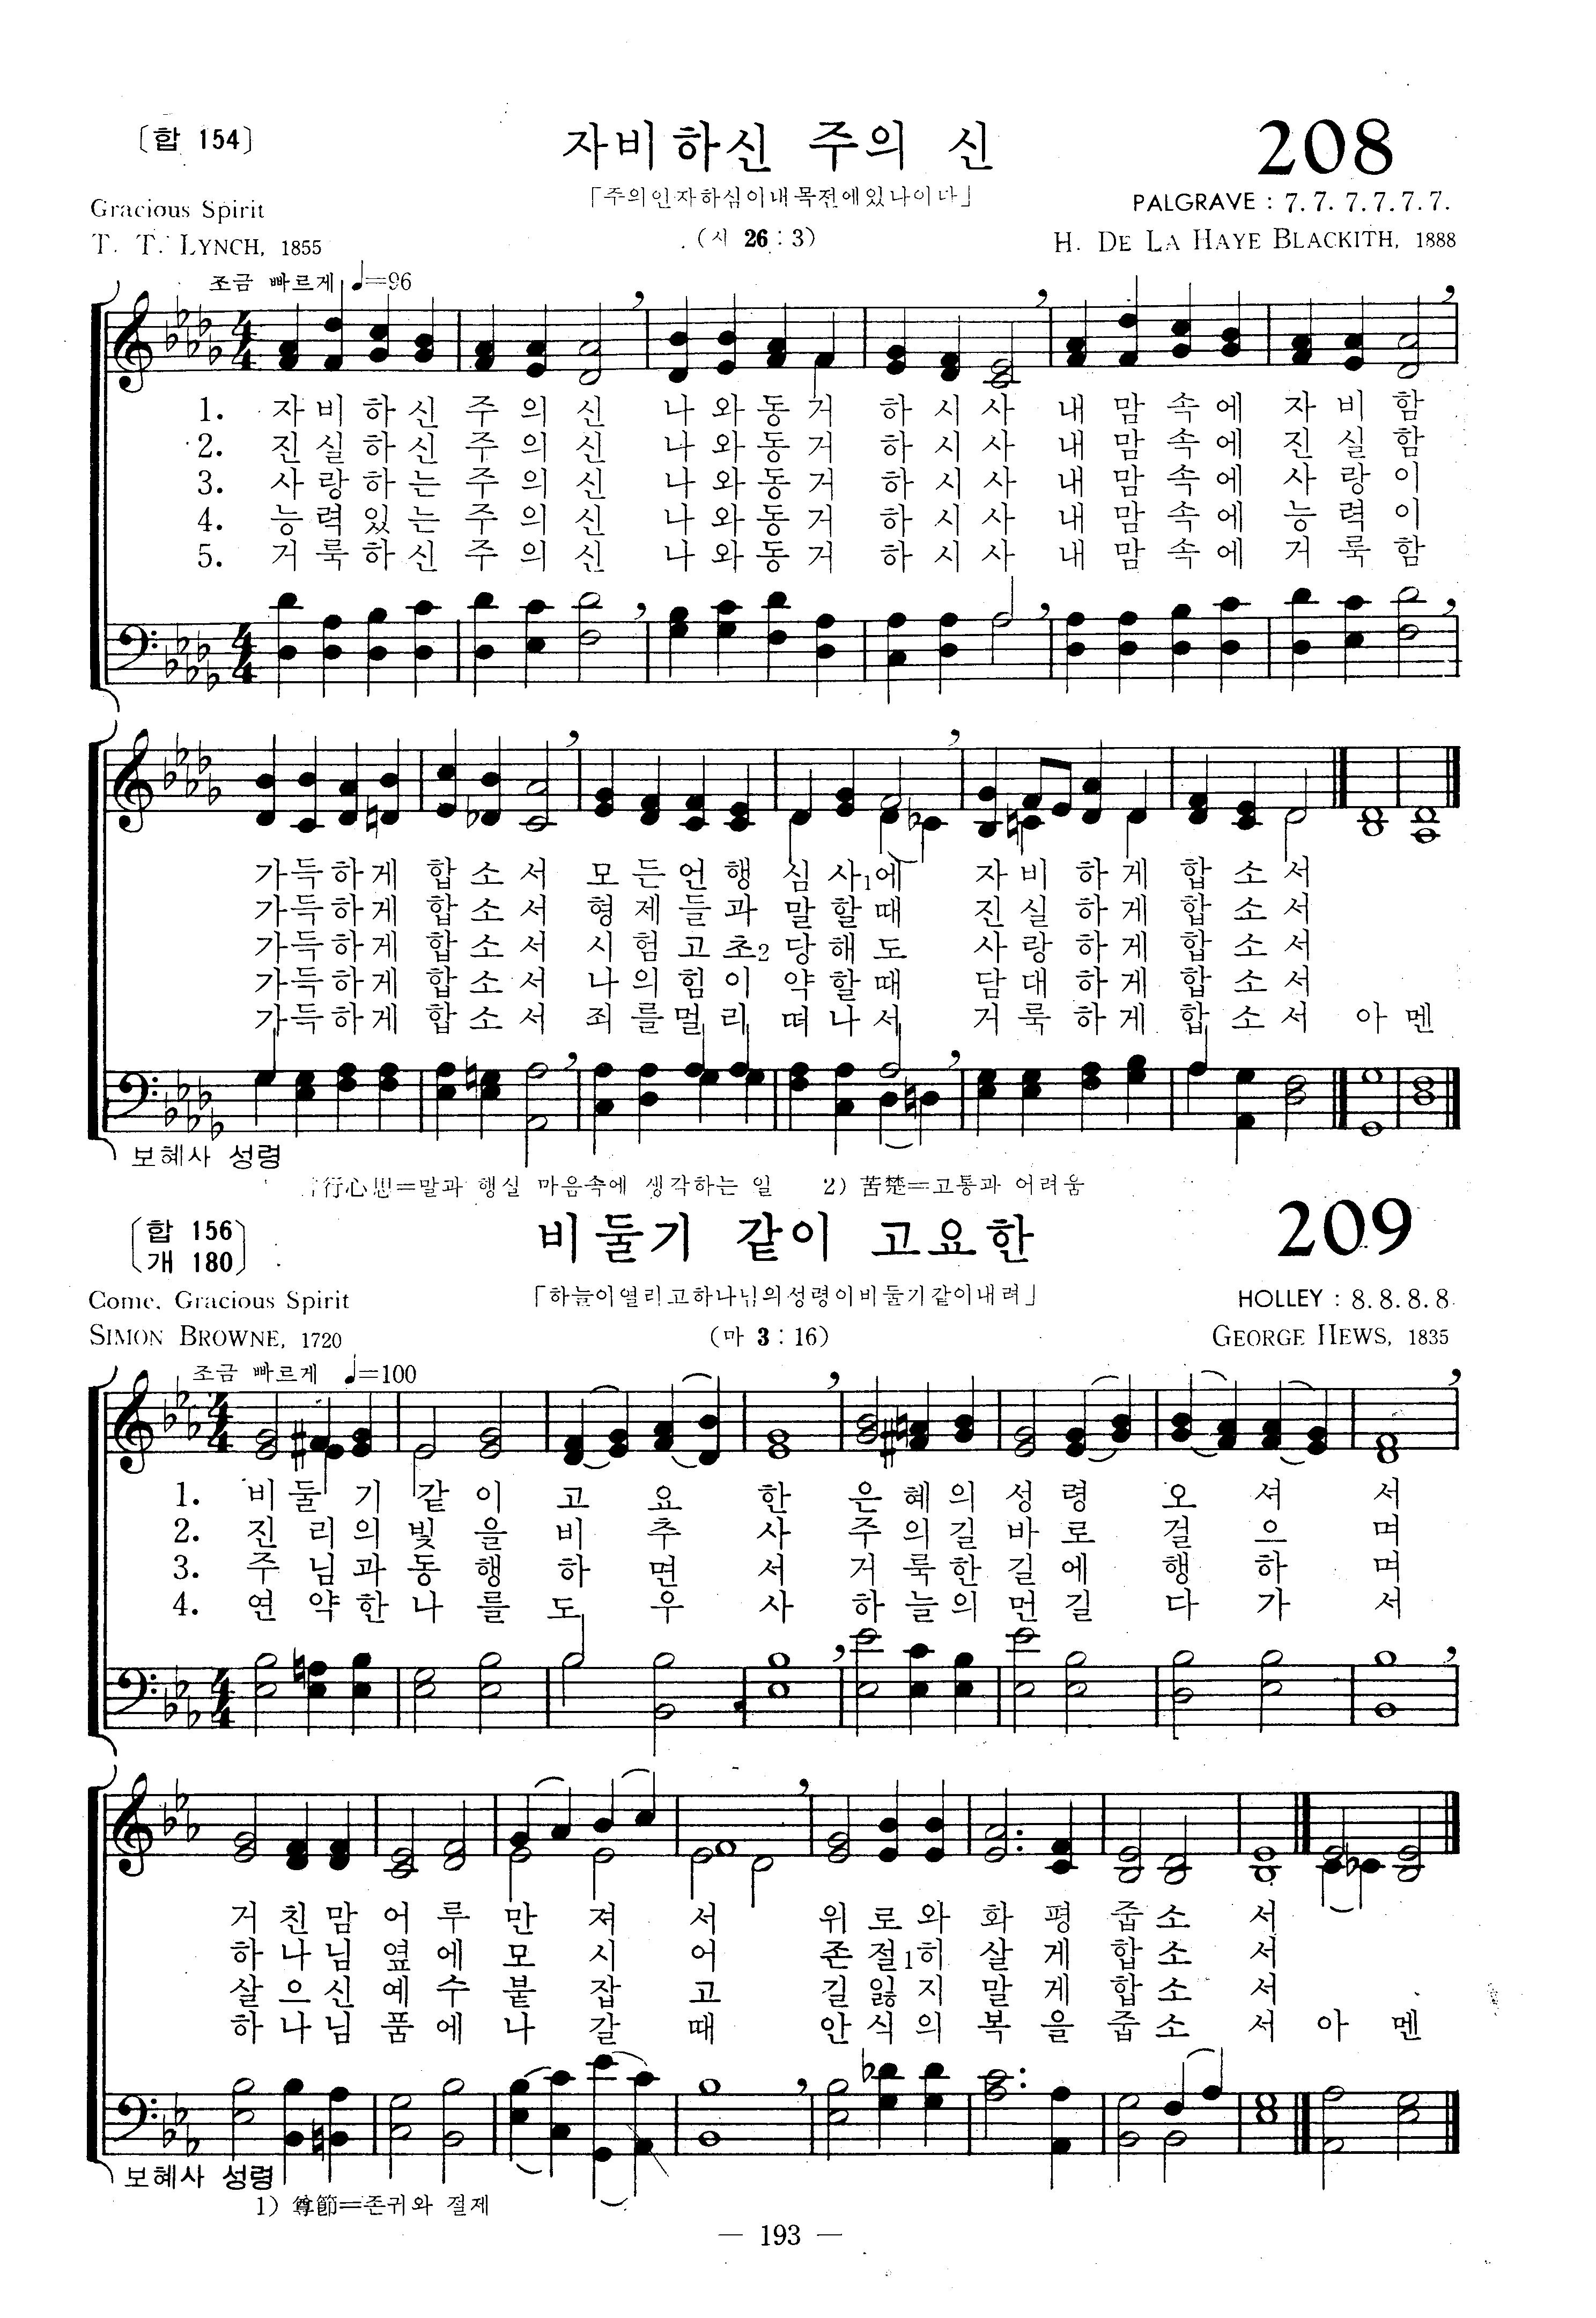 〔합 154〕
자비하신 주의 신
208
「주의인자하심이내목전에있나이다」
(시 26 : 3)
Gracious Spirit
T. T. LYNCH, 1855
PALGRAVE : 7. 7. 7. 7. 7. 7.
H. DE LA HAYE BLACKITH, 1888
조금 빠르게 ♩=96
1. 자비하신 주의신 나와동거 하시사 내맘속에 자비함
2. 진실하신 주의신 나와동거 하시사 내맘속에 진실함
3. 사랑하는 주의신 나와동거 하시사 내맘속에 사랑이
4. 능력있는 주의신 나와동거 하시사 내맘속에 능력이
5. 거룩하신 주의신 나와동거 하시사 내맘속에 거룩함
가득하게 합소서 모든언행 심사1에 자비하게 합소서
가득하게 합소서 형제들과 말할때 진실하게 합소서
가득하게 합소서 시험고초2 당해도 사랑하게 합소서
가득하게 합소서 나의힘이 약할때 담대하게 합소서
가득하게 합소서 죄를멀리 떠나서 거룩하게 합소서 아멘
보혜사 성령
行心思=말과 행실 마음속에 생각하는 일 2) 苦楚=고통과 어려움
〔합 156
개 180〕
비둘기 같이 고요한
209
「하늘이열리고하나님의성령이비둘기같이내려」
(마 3 : 16)
Come, Gracious Spirit
SIMON BROWNE, 1720
HOLLEY : 8. 8. 8. 8.
GEORGE HEWS, 1835
조금 빠르게 ♩=100
1. 비둘기 같이 고요 한 은혜의 성령 오셔 서
2. 진리의 빛을 비추 사 주의길 바로 걸으 며
3. 주님과 동행 하면 서 거룩한 길에 행하 며
4. 연약한 나를 도우 사 하늘의 먼길 다가 서
거친맘 어루 만져 서 위로와 화평 줍소 서
하나님 옆에 모시 어 존절1히 살게 합소 서
살으신 예수 붙잡 고 길잃지 말게 합소 서
하나님 품에 나갈 때 안식의 복을 줍소 서 아멘
보혜사 성령
1) 尊節=존귀와 절제
— 193 —